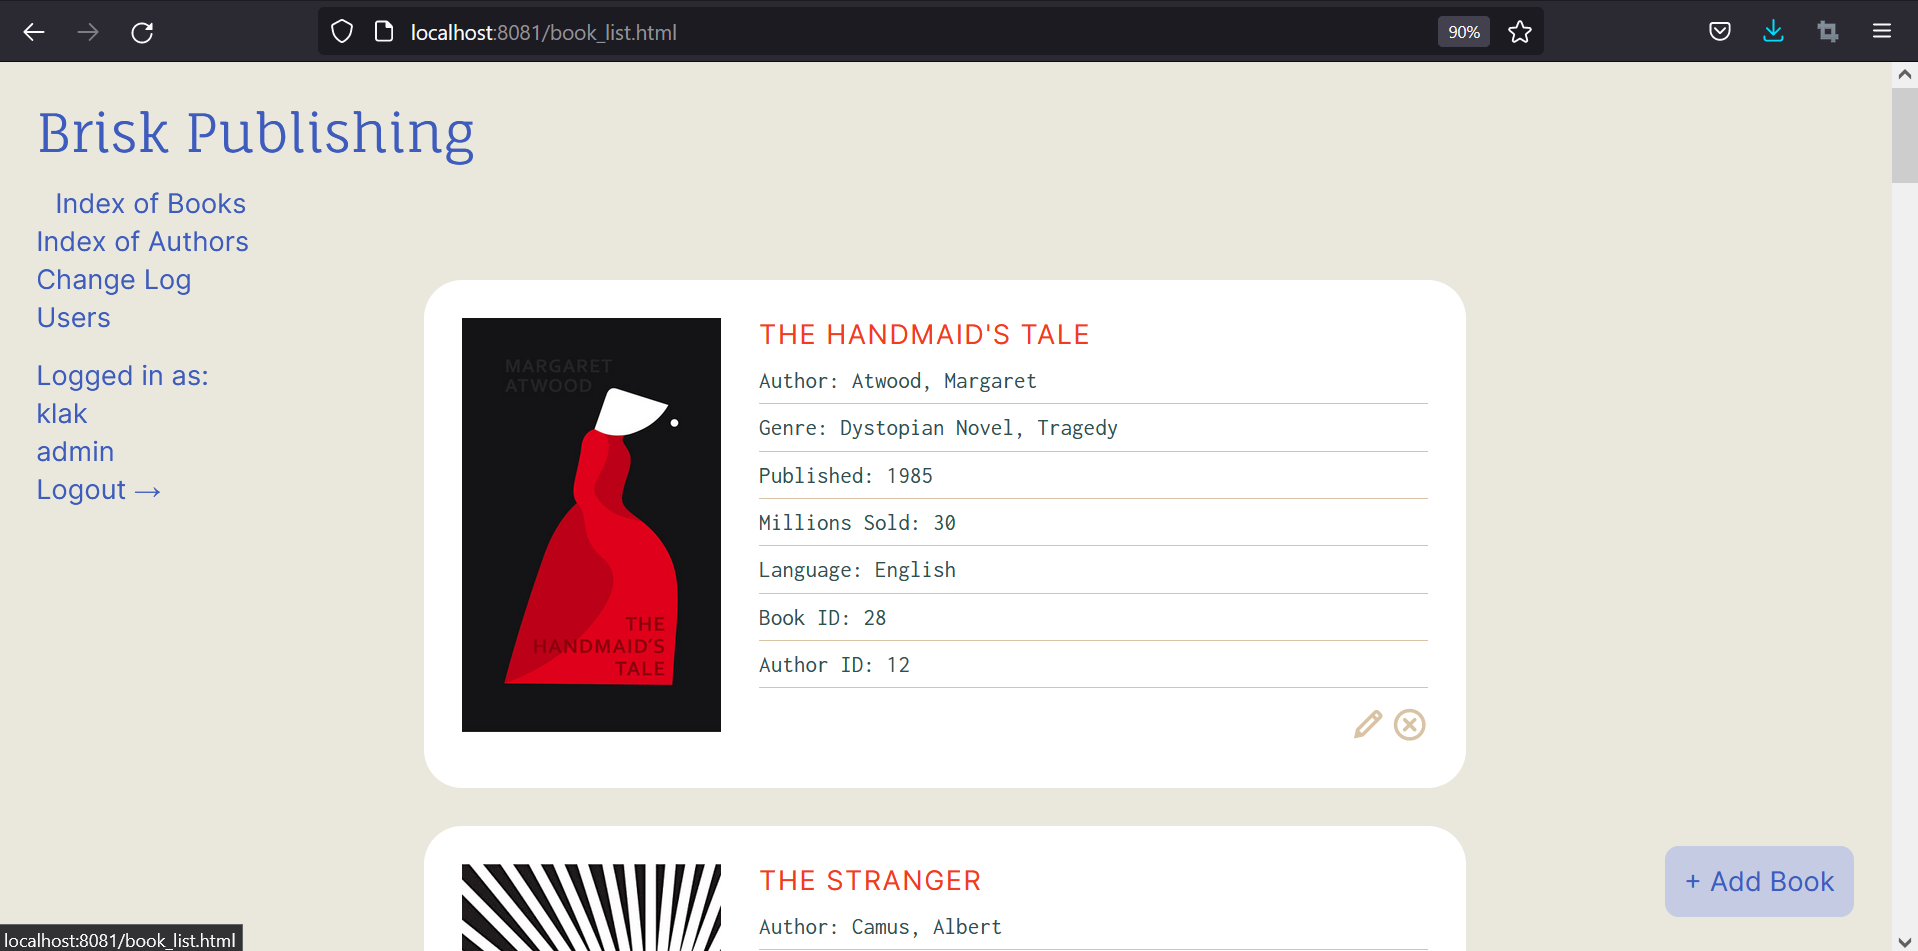 localhost:8081/book_list.html
90%
Brisk Publishing
Index of Books
Index of Authors
Change Log
Users
Logged in as:
klak
admin
Logout →
MARGARET
ATWOOD
THE
HANDMAID'S
TALE
THE HANDMAID'S TALE
Author: Atwood, Margaret
Genre: Dystopian Novel, Tragedy
Published: 1985
Millions Sold: 30
Language: English
Book ID: 28
Author ID: 12
THE STRANGER
Author: Camus, Albert
+ Add Book
localhost:8081/book_list.html